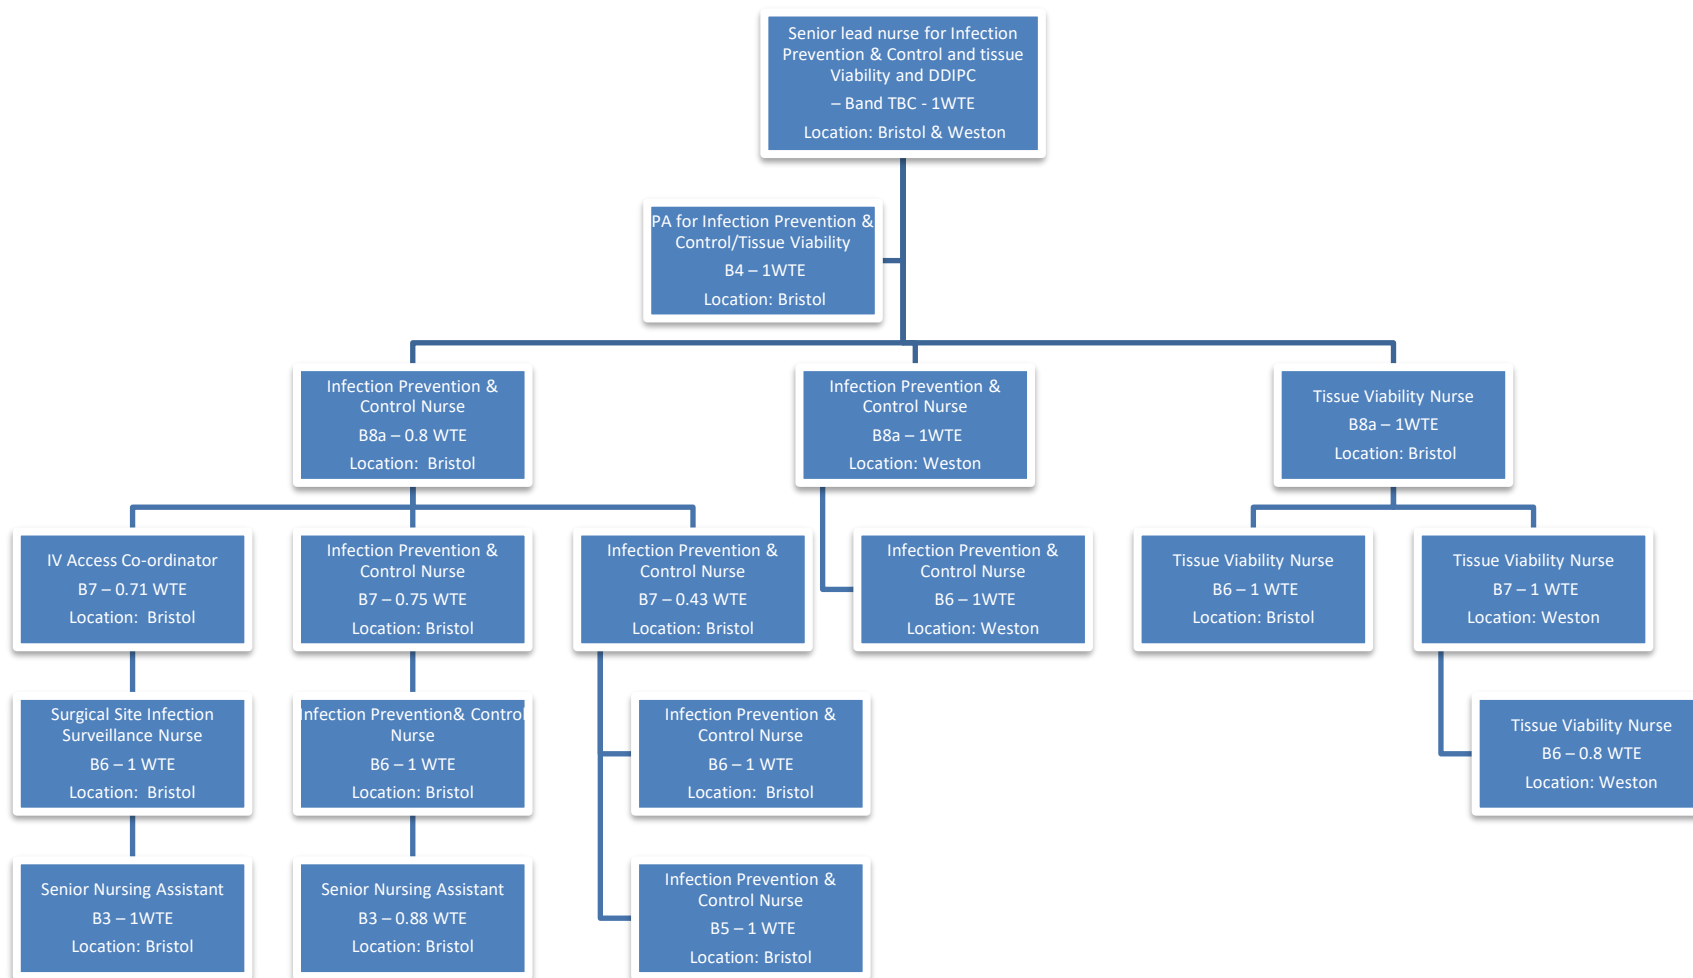 Senior lead nurse for Infection
Prevention & Control and tissue
Viability and DDIPC
– Band TBC - 1WTE
Location: Bristol & Weston
PA for Infection Prevention &
Control/Tissue Viability
B4 – 1WTE
Location: Bristol
Infection Prevention &
Control Nurse
B8a – 0.8 WTE
Location:  Bristol
Infection Prevention &
Control Nurse
B8a – 1WTE
Location: Weston
Tissue Viability Nurse
B8a – 1WTE
Location: Bristol
IV Access Co-ordinator
B7 – 0.71 WTE
Location:  Bristol
Infection Prevention &
Control Nurse
B7 – 0.75 WTE
Location: Bristol
Infection Prevention &
Control Nurse
B7 – 0.43 WTE
Location: Bristol
Infection Prevention &
Control Nurse
B6 – 1WTE
Location: Weston
Tissue Viability Nurse
B6 – 1 WTE
Location: Bristol
Tissue Viability Nurse
B7 – 1 WTE
Location: Weston
Surgical Site Infection
Surveillance Nurse
B6 – 1 WTE
Location:  Bristol
Infection Prevention& Control
Nurse
B6 – 1 WTE
Location: Bristol
Infection Prevention &
Control Nurse
B6 – 1 WTE
Location:  Bristol
Tissue Viability Nurse
B6 – 0.8 WTE
Location: Weston
Senior Nursing Assistant
B3 – 1WTE
Location: Bristol
Senior Nursing Assistant
B3 – 0.88 WTE
Location: Bristol
Infection Prevention &
Control Nurse
B5 – 1 WTE
Location: Bristol